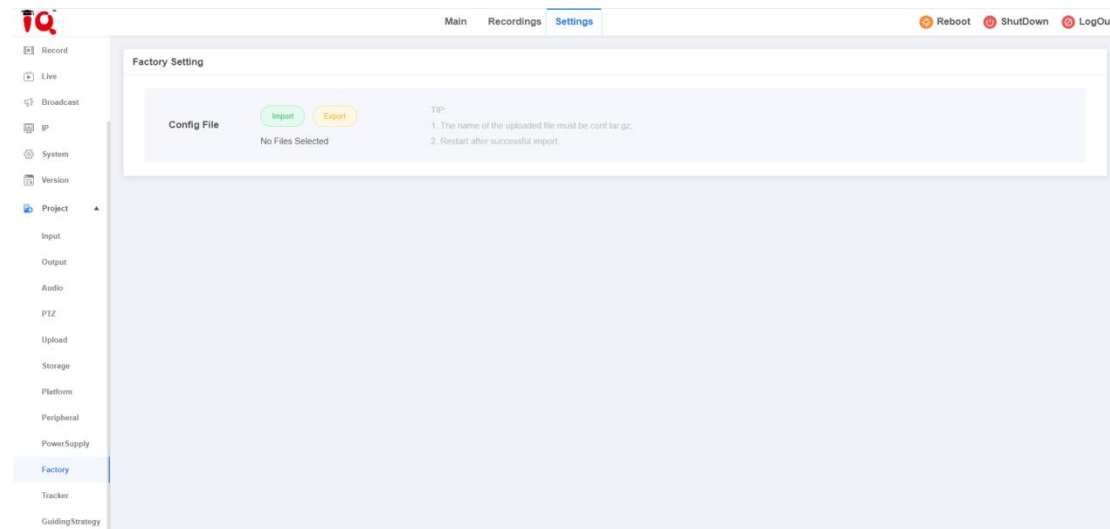 IQ
Main Recordings Settings Reboot ShutDown LogOu
Record
Live
Broadcast
IP
System
Version
Project
Input
Output
Audio
PTZ
Upload
Storage
Platform
Peripheral
PowerSupply
Factory
Tracker
GuidingStrategy
Factory Setting
Config File
Import Export
No Files Selected
TIP:
1. The name of the uploaded file must be conf.tar.gz;
2. Restart after successful import.